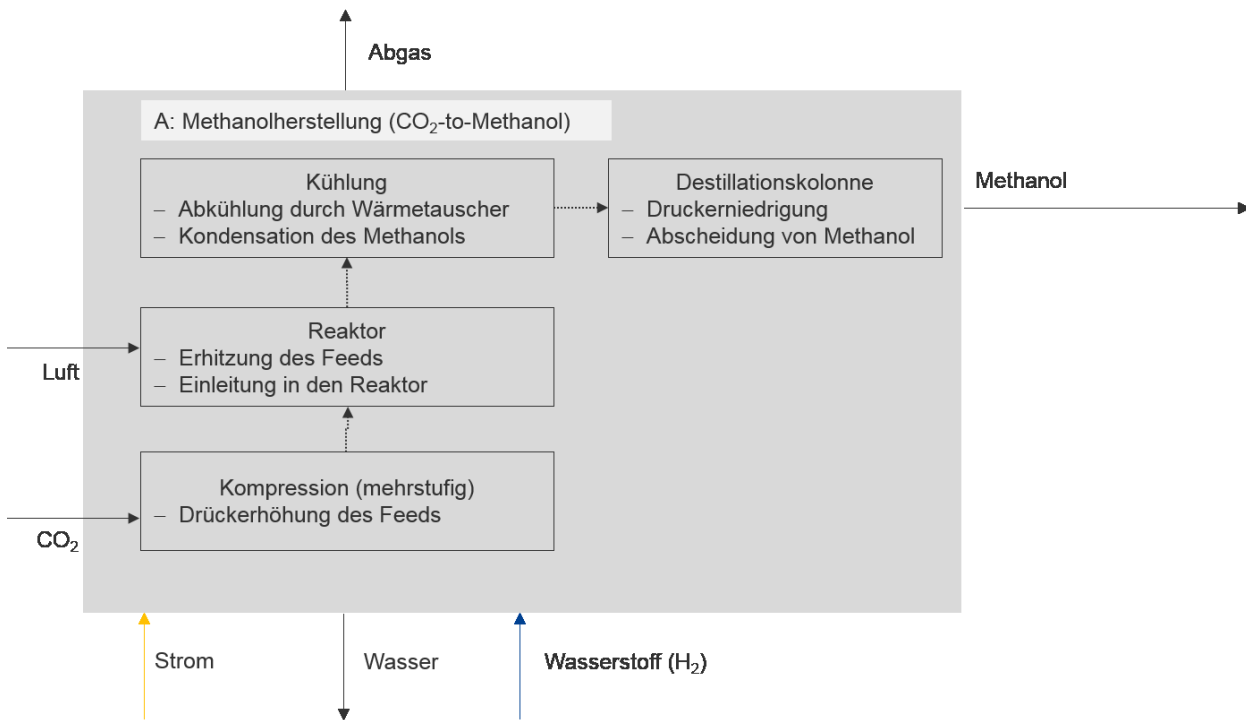 Abgas
A: Methanolherstellung (CO₂-to-Methanol)
Kühlung
– Abkühlung durch Wärmetauscher
– Kondensation des Methanols
Destillationskolonne
– Druckerniedrigung
– Abscheidung von Methanol
Methanol
Reaktor
– Erhitzung des Feeds
– Einleitung in den Reaktor
Luft
Kompression (mehrstufig)
– Drückerhöhung des Feeds
CO₂
Strom
Wasser
Wasserstoff (H₂)